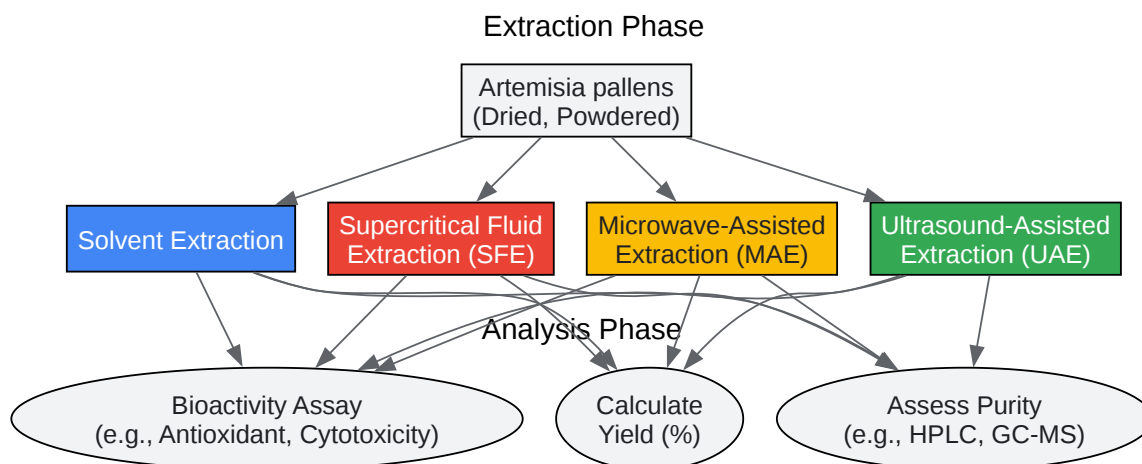 Extraction Phase
Artemisia pallens
(Dried, Powdered)
Solvent Extraction
Supercritical Fluid
Extraction (SFE)
Microwave-Assisted
Extraction (MAE)
Ultrasound-Assisted
Extraction (UAE)
Analysis Phase
Bioactivity Assay
(e.g., Antioxidant, Cytotoxicity)
Calculate
Yield (%)
Assess Purity
(e.g., HPLC, GC-MS)